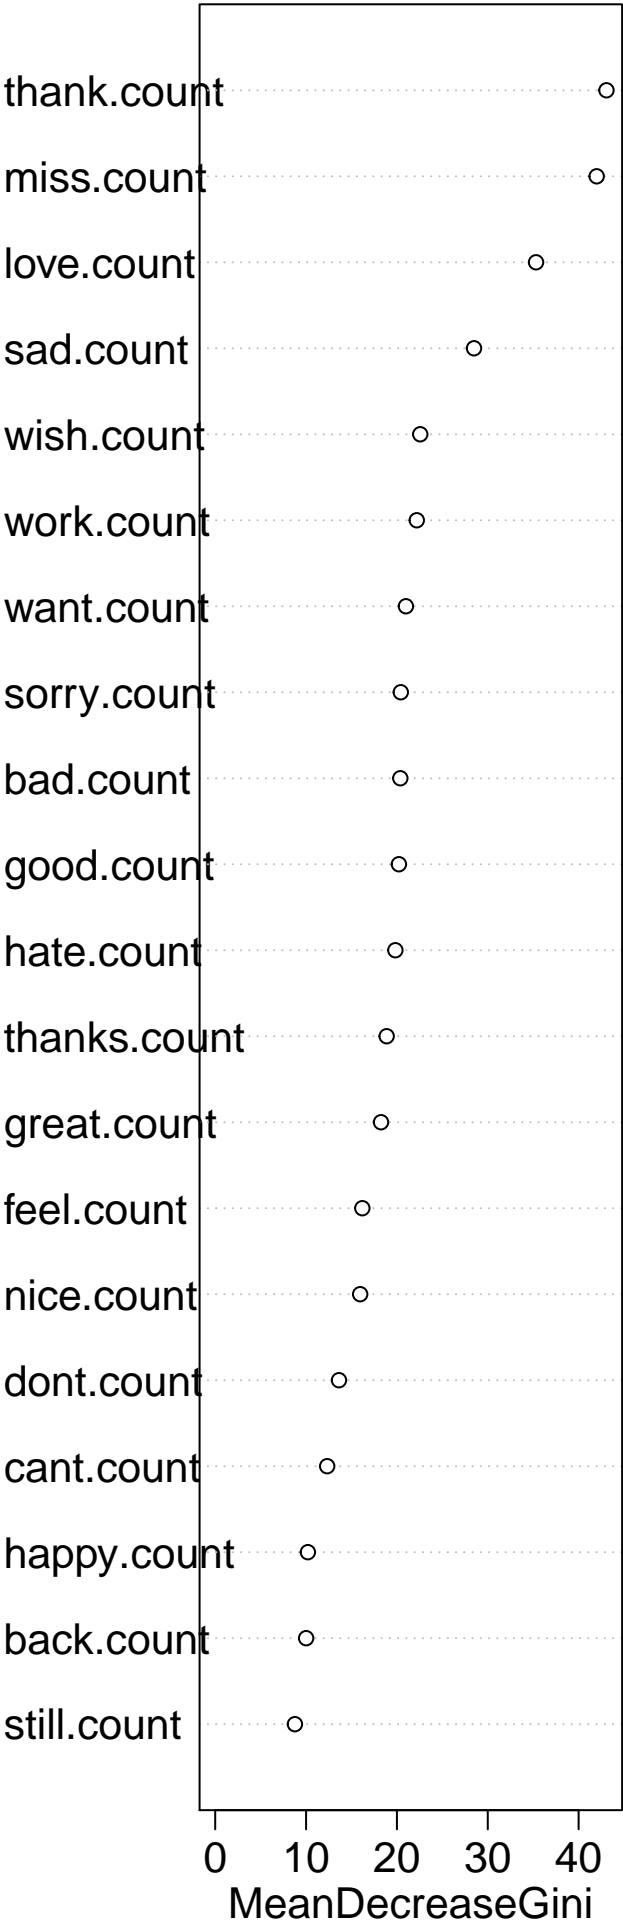 thank.count
miss.count
love.count
sad.count
wish.count
work.count
want.count
sorry.count
bad.count
good.count
hate.count
thanks.count
great.count
feel.count
nice.count
dont.count
cant.count
happy.count
back.count
still.count
0 10 20 30 40
MeanDecreaseGini